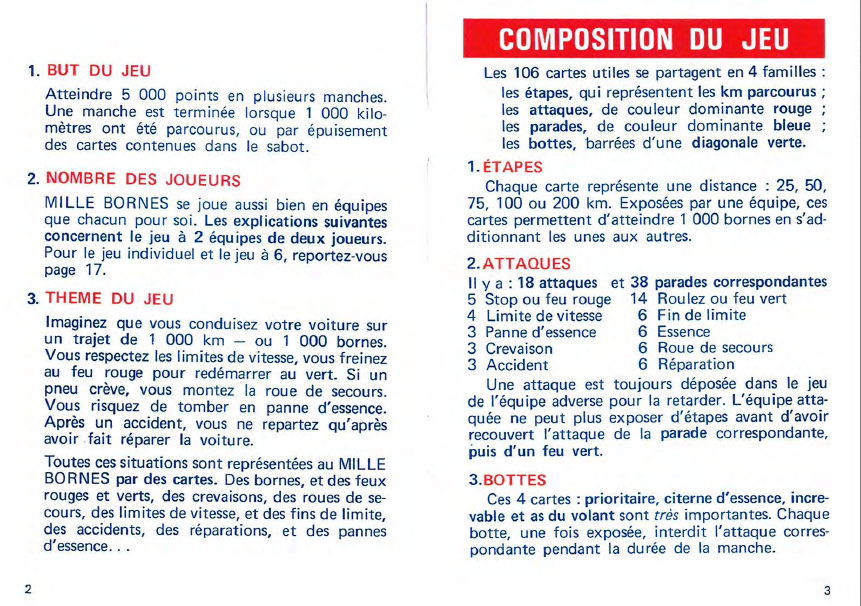 1. BUT DU JEU
Atteindre 5 000 points en plusieurs manches.
Une manche est terminée lorsque 1 000 kilo-
mètres ont été parcourus, ou par épuisement
des cartes contenues dans le sabot.
2. NOMBRE DES JOUEURS
MILLE BORNES se joue aussi bien en équipes
que chacun pour soi. Les explications suivantes
concernent le jeu à 2 équipes de deux joueurs.
Pour le jeu individuel et le jeu à 6, reportez-vous
page 17.
3. THEME DU JEU
Imaginez que vous conduisez votre voiture sur
un trajet de 1 000 km — ou 1 000 bornes.
Vous respectez les limites de vitesse, vous freinez
au feu rouge pour redémarrer au vert. Si un
pneu crève, vous montez la roue de secours.
Vous risquez de tomber en panne d'essence.
Après un accident, vous ne repartez qu'après
avoir fait réparer la voiture.
Toutes ces situations sont représentées au MILLE
BORNES par des cartes. Des bornes, et des feux
rouges et verts, des crevaisons, des roues de se-
cours, des limites de vitesse, et des fins de limite,
des accidents, des réparations, et des pannes
d'essence...
2
COMPOSITION DU JEU
Les 106 cartes utiles se partagent en 4 familles :
les étapes, qui représentent les km parcourus ;
les attaques, de couleur dominante rouge ;
les parades, de couleur dominante bleue ;
les bottes, barrées d'une diagonale verte.
1. ÉTAPES
Chaque carte représente une distance : 25, 50,
75, 100 ou 200 km. Exposées par une équipe, ces
cartes permettent d'atteindre 1 000 bornes en s'ad-
ditionnant les unes aux autres.
2. ATTAQUES
Il y a : 18 attaques et 38 parades correspondantes
5 Stop ou feu rouge 14 Roulez ou feu vert
4 Limite de vitesse 6 Fin de limite
3 Panne d'essence 6 Essence
3 Crevaison 6 Roue de secours
3 Accident 6 Réparation
Une attaque est toujours déposée dans le jeu
de l'équipe adverse pour la retarder. L'équipe atta-
quée ne peut plus exposer d'étapes avant d'avoir
recouvert l'attaque de la parade correspondante,
puis d'un feu vert.
3. BOTTES
Ces 4 cartes : prioritaire, citerne d'essence, incre-
vable et as du volant sont très importantes. Chaque
botte, une fois exposée, interdit l'attaque corres-
pondante pendant la durée de la manche.
3